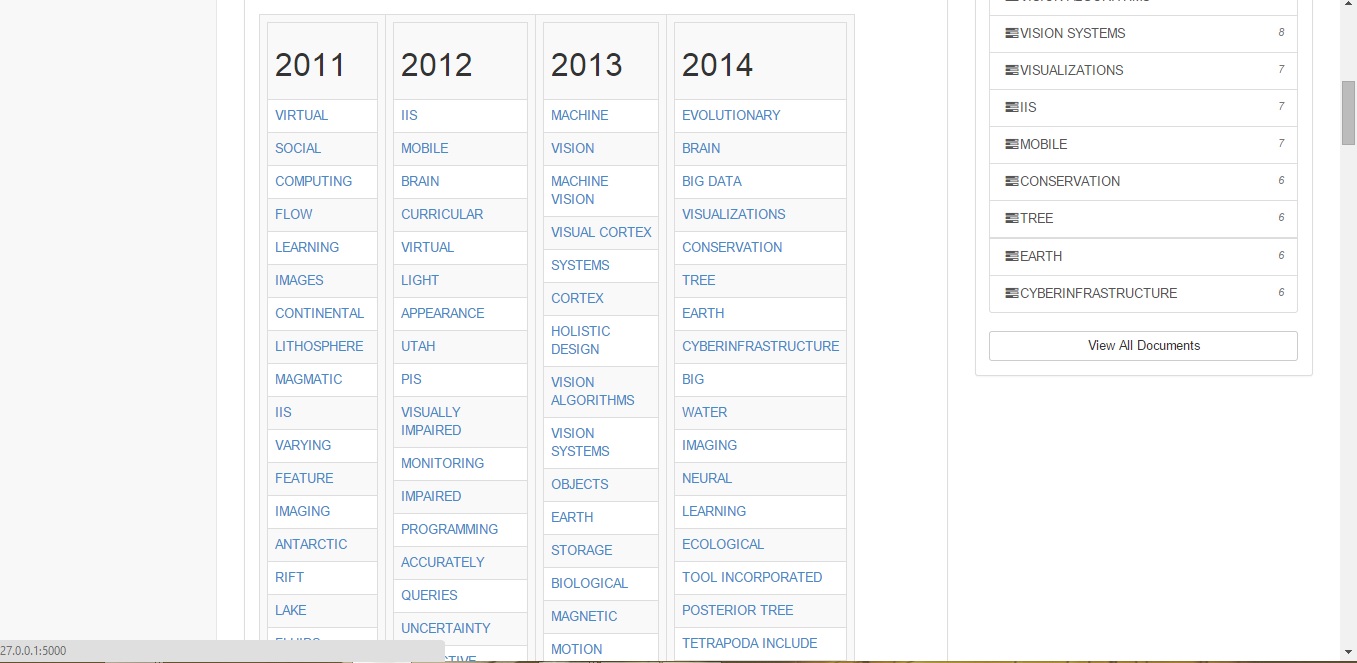 2011
VIRTUAL
SOCIAL
COMPUTING
FLOW
LEARNING
IMAGES
CONTINENTAL
LITHOSPHERE
MAGMATIC
IIS
VARYING
FEATURE
IMAGING
ANTARCTIC
RIFT
LAKE
2012
IIS
MOBILE
BRAIN
CURRICULAR
VIRTUAL
LIGHT
APPEARANCE
UTAH
PIS
VISUALLY
IMPAIRED
MONITORING
IMPAIRED
PROGRAMMING
ACCURATELY
QUERIES
UNCERTAINTY
2013
MACHINE
VISION
MACHINE
VISION
VISUAL CORTEX
SYSTEMS
CORTEX
HOLISTIC
DESIGN
VISION
ALGORITHMS
VISION
SYSTEMS
OBJECTS
EARTH
STORAGE
BIOLOGICAL
MAGNETIC
MOTION
2014
EVOLUTIONARY
BRAIN
BIG DATA
VISUALIZATIONS
CONSERVATION
TREE
EARTH
CYBERINFRASTRUCTURE
BIG
WATER
IMAGING
NEURAL
LEARNING
ECOLOGICAL
TOOL INCORPORATED
POSTERIOR TREE
TETRAPODA INCLUDE
VISION SYSTEMS 8
VISUALIZATIONS 7
IIS 7
MOBILE 7
CONSERVATION 6
TREE 6
EARTH 6
CYBERINFRASTRUCTURE 6
View All Documents
27.0.0.1:5000